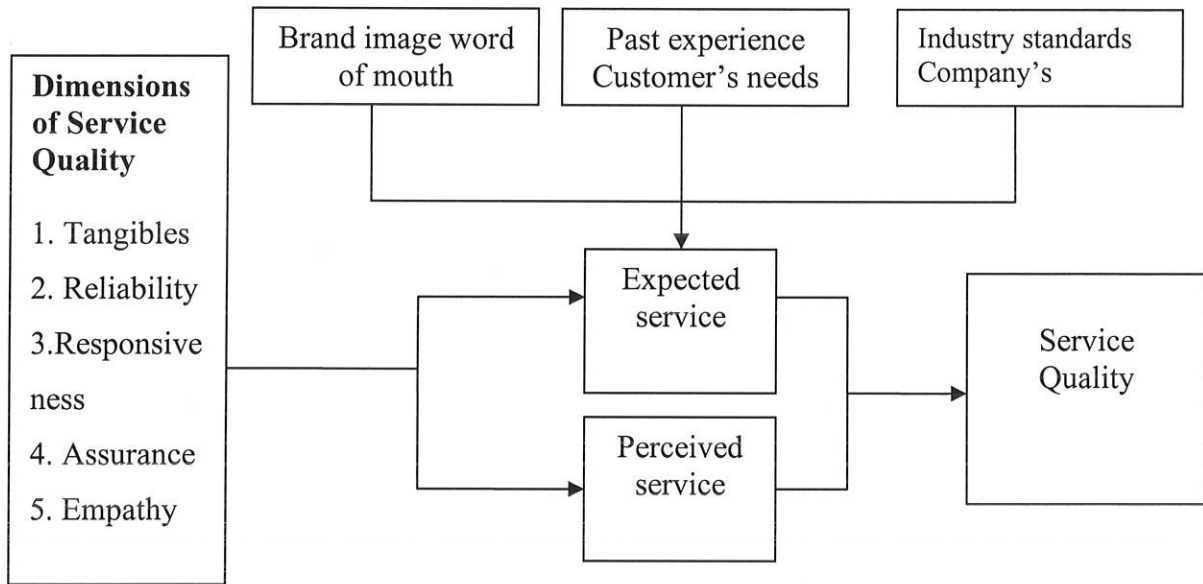 Dimensions
of Service
Quality
1. Tangibles
2. Reliability
3.Responsive
ness
4. Assurance
5. Empathy
Brand image word
of mouth
Past experience
Customer's needs
Industry standards
Company's
Expected
service
Perceived
service
Service
Quality